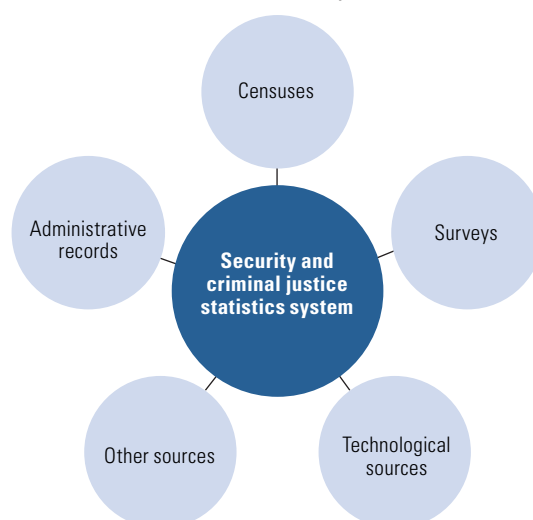 Censuses
Administrative
records
Surveys
Security and
criminal justice
statistics system
Other sources
Technological
sources